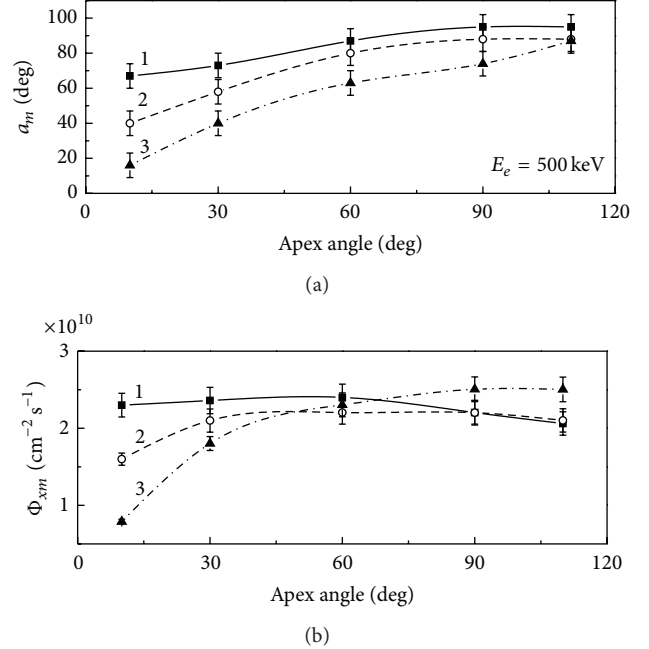 100
80
60
40
20
0
a_m (deg)
1
2
3
E_e = 500 keV
0 30 60 90 120
Apex angle (deg)
(a)
×10^10
3
2
1
Φ_xm (cm^−2 s^−1)
1
2
3
0 30 60 90 120
Apex angle (deg)
(b)